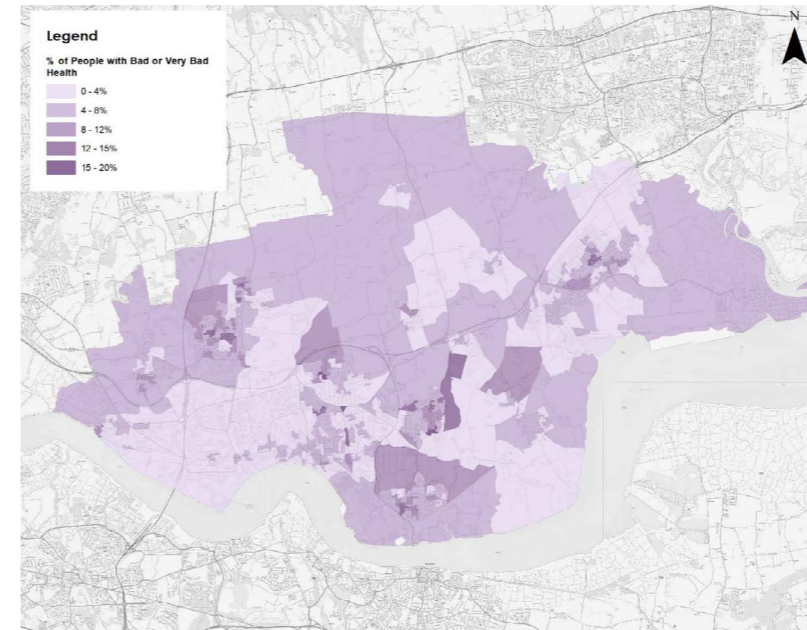 Legend
% of People with Bad or Very Bad
Health
0 - 4%
4 - 8%
8 - 12%
12 - 15%
15 - 20%
N